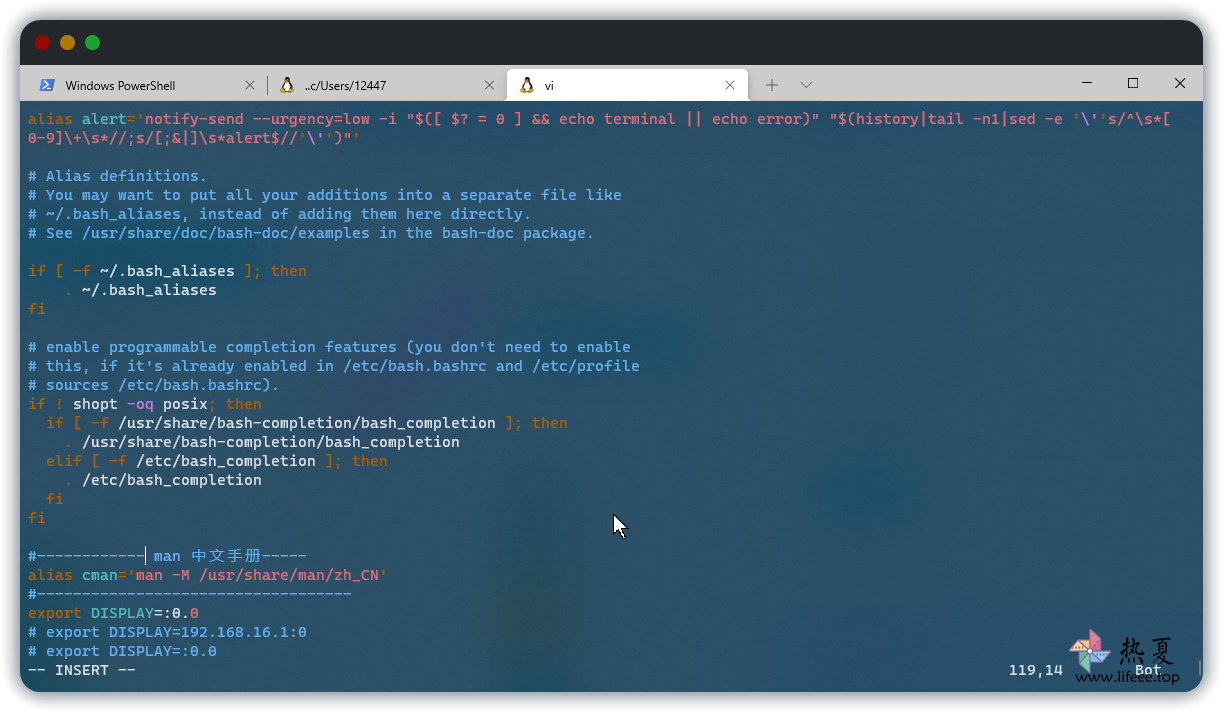 Windows PowerShell
..c/Users/12447
vi
alias alert='notify-send --urgency=low -i "$([ $? = 0 ] && echo terminal || echo error)" "$(history|tail -n1|sed -e '\''s/^\s*[
0-9]\+\s*//;s/[;&|]\s*alert$//'\'')"'
# Alias definitions.
# You may want to put all your additions into a separate file like
# ~/.bash_aliases, instead of adding them here directly.
# See /usr/share/doc/bash-doc/examples in the bash-doc package.
if [ -f ~/.bash_aliases ]; then
    . ~/.bash_aliases
fi
# enable programmable completion features (you don't need to enable
# this, if it's already enabled in /etc/bash.bashrc and /etc/profile
# sources /etc/bash.bashrc).
if ! shopt -oq posix; then
  if [ -f /usr/share/bash-completion/bash_completion ]; then
    . /usr/share/bash-completion/bash_completion
  elif [ -f /etc/bash_completion ]; then
    . /etc/bash_completion
  fi
fi
#------------ man 中文手册-----
alias cman='man -M /usr/share/man/zh_CN'
#-----------------------------------
export DISPLAY=:0.0
# export DISPLAY=192.168.16.1:0
# export DISPLAY=:0.0
-- INSERT --
119,14
Bot
热夏
www.lifeee.top